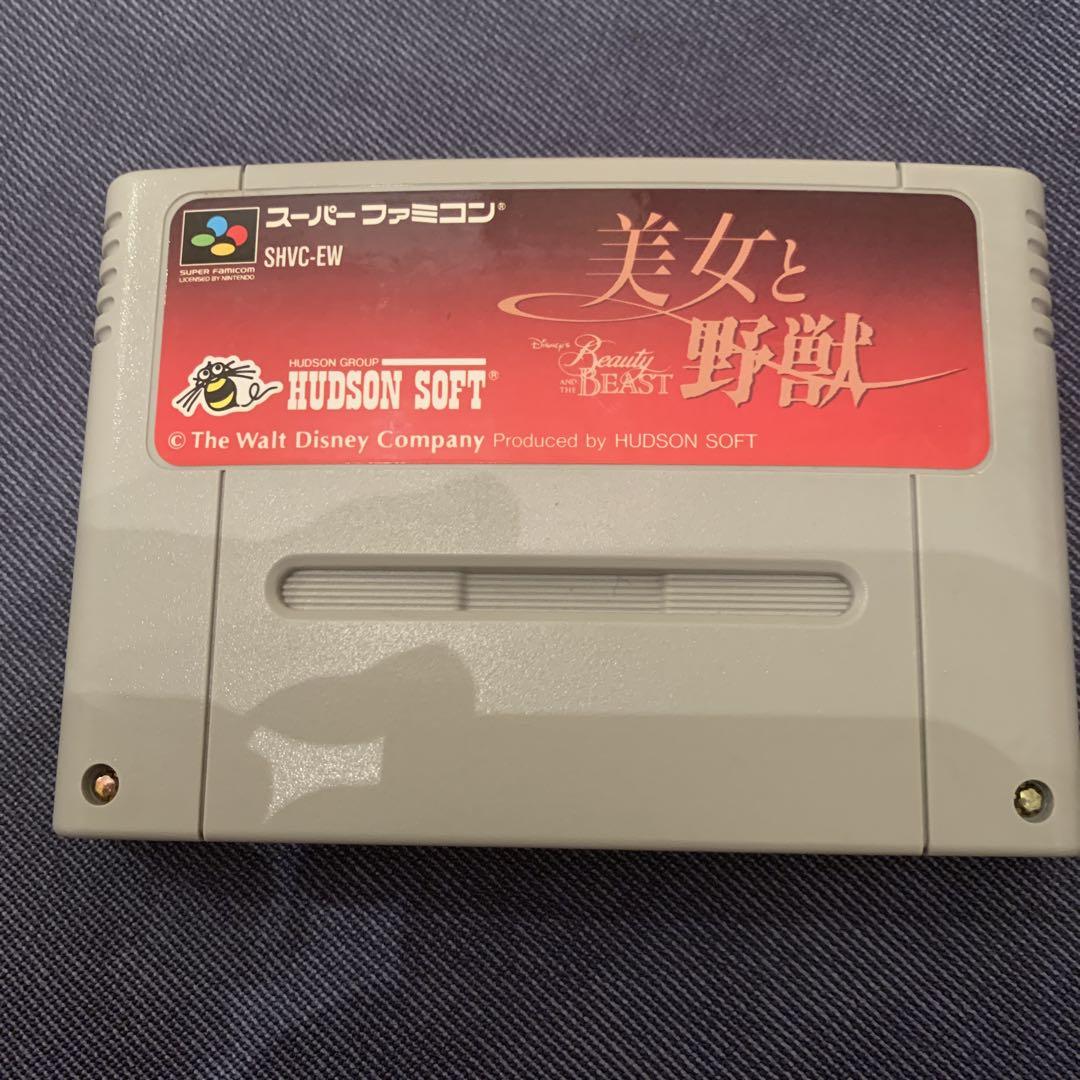 スーパーファミコン®
SHVC-EW
SUPER FAMICOM
LICENSED BY NINTENDO
美女と
野獣
Disney's
Beauty
AND THE
BEAST
HUDSON GROUP
HUDSON SOFT®
© The Walt Disney Company Produced by HUDSON SOFT